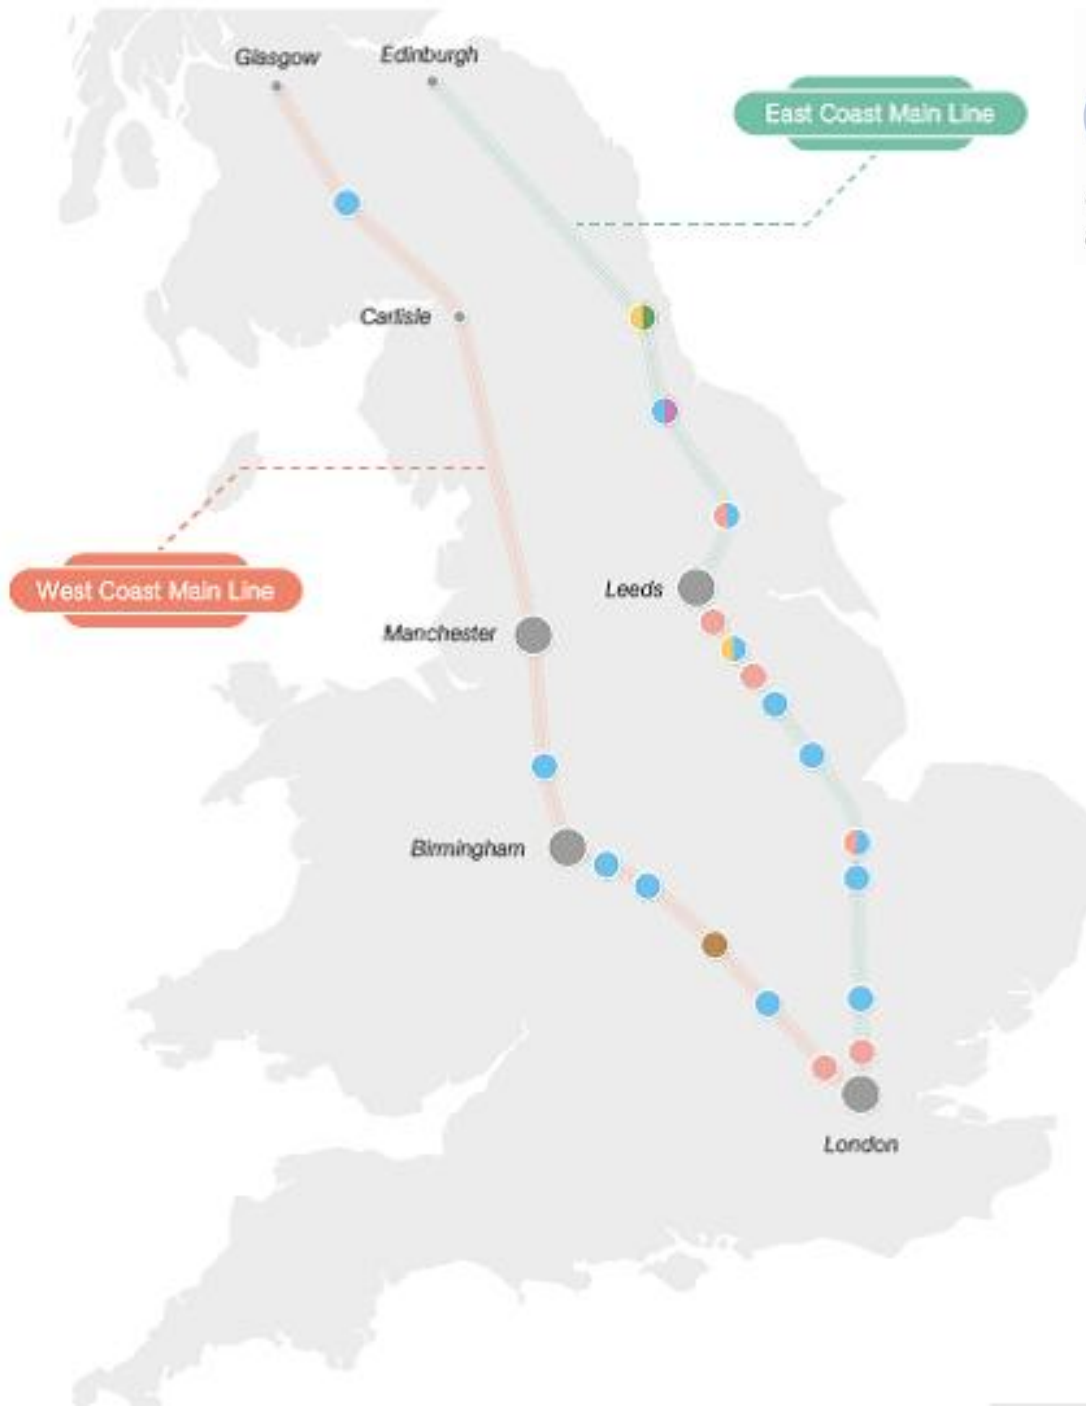 Glasgow
Edinburgh
East Coast Main Line
Carlisle
West Coast Main Line
Leeds
Manchester
Birmingham
London